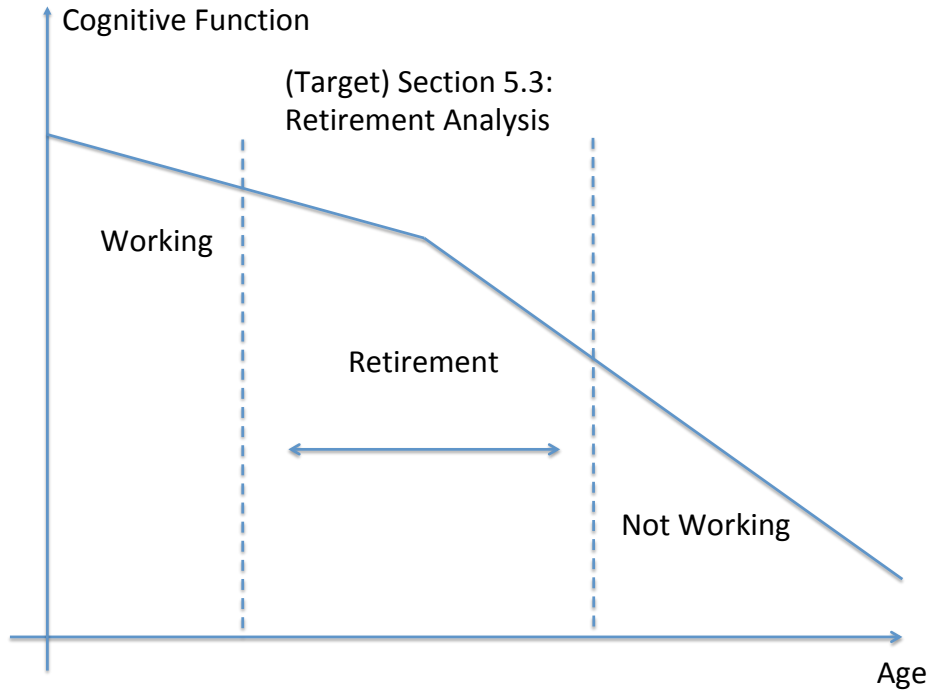 Cognitive Function
(Target) Section 5.3:
Retirement Analysis
Working
Retirement
Not Working
Age